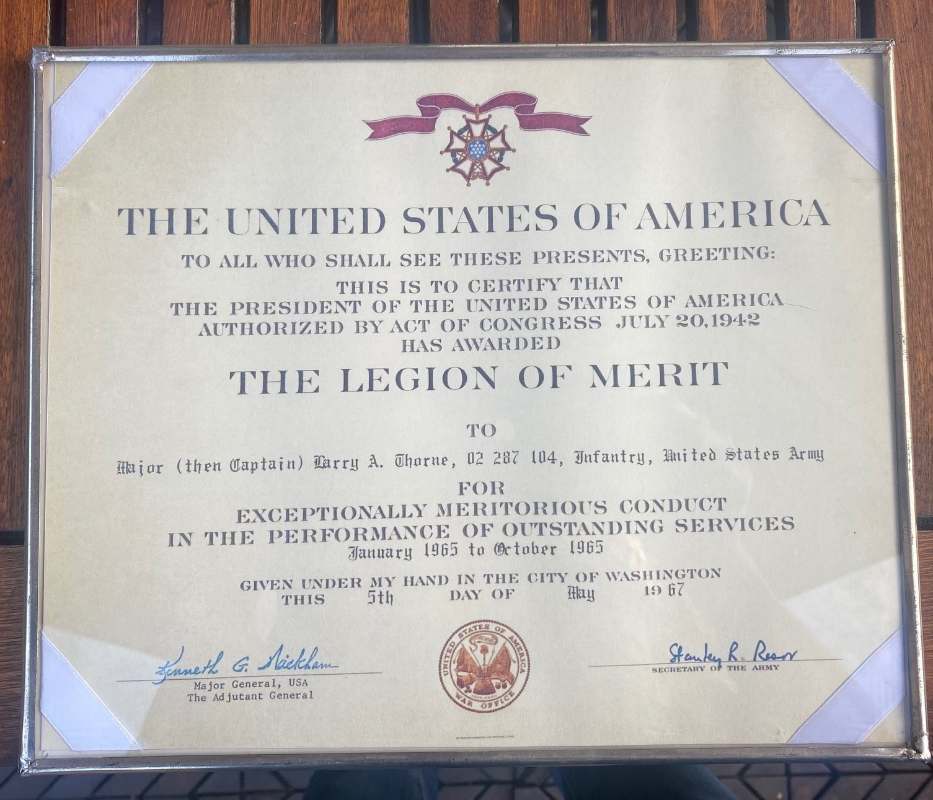 THE UNITED STATES OF AMERICA
TO ALL WHO SHALL SEE THESE PRESENTS, GREETING:
THIS IS TO CERTIFY THAT
THE PRESIDENT OF THE UNITED STATES OF AMERICA
AUTHORIZED BY ACT OF CONGRESS JULY 20, 1942
HAS AWARDED
THE LEGION OF MERIT
TO
Major (then Captain) Larry A. Thorne, 02 287 104, Infantry, United States Army
FOR
EXCEPTIONALLY MERITORIOUS CONDUCT
IN THE PERFORMANCE OF OUTSTANDING SERVICES
January 1965 to October 1965
GIVEN UNDER MY HAND IN THE CITY OF WASHINGTON
THIS 5th DAY OF May 1967
Kenneth G. Wickham
Major General, USA
The Adjutant General
UNITED STATES OF AMERICA
WAR OFFICE
Stanley R. Resor
SECRETARY OF THE ARMY